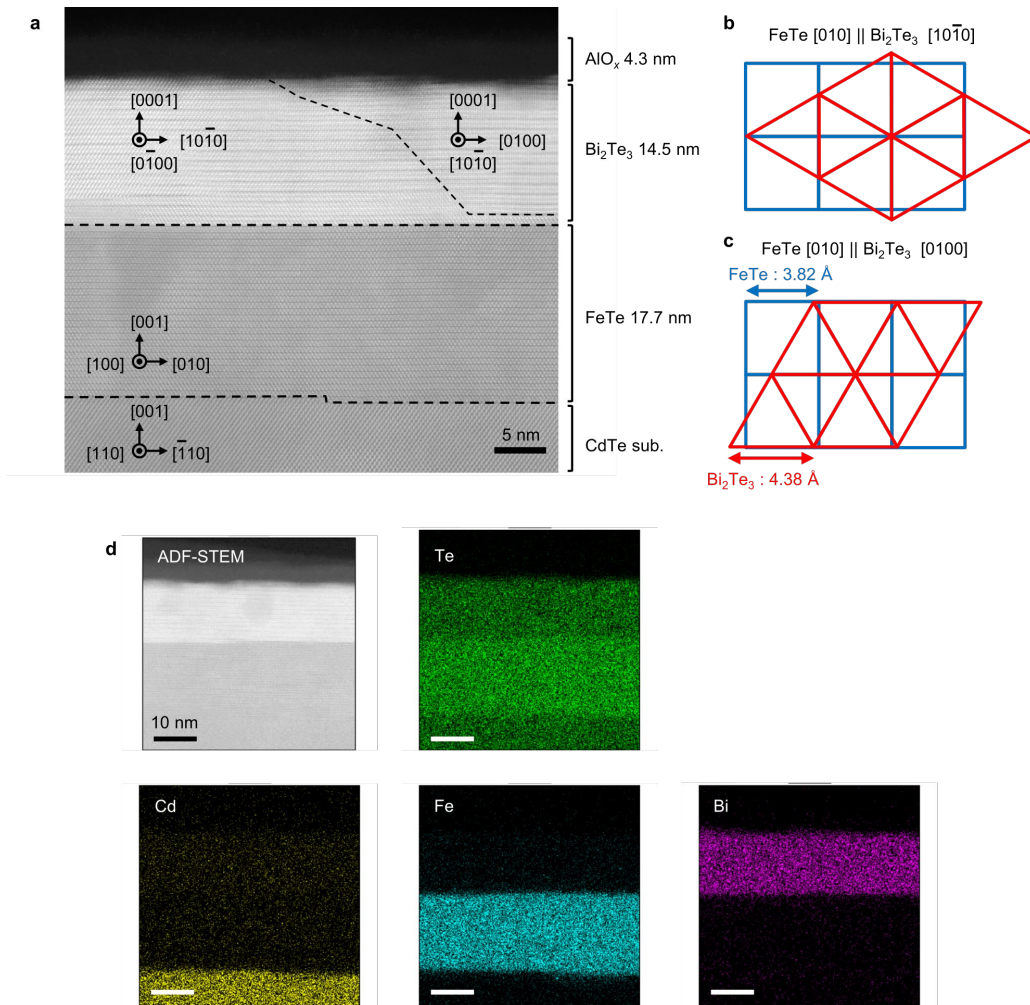 a
[0001]
[101̄0]
[01̄00]
[0001]
[0100]
[101̄0]
[001]
[100]
[010]
[001]
[110]
[1̄10]
5 nm
AlOₓ 4.3 nm
Bi₂Te₃ 14.5 nm
FeTe 17.7 nm
CdTe sub.
b
FeTe [010] || Bi₂Te₃ [101̄0]
c
FeTe [010] || Bi₂Te₃ [0100]
FeTe : 3.82 Å
Bi₂Te₃ : 4.38 Å
d
ADF-STEM
10 nm
Te
Cd
Fe
Bi